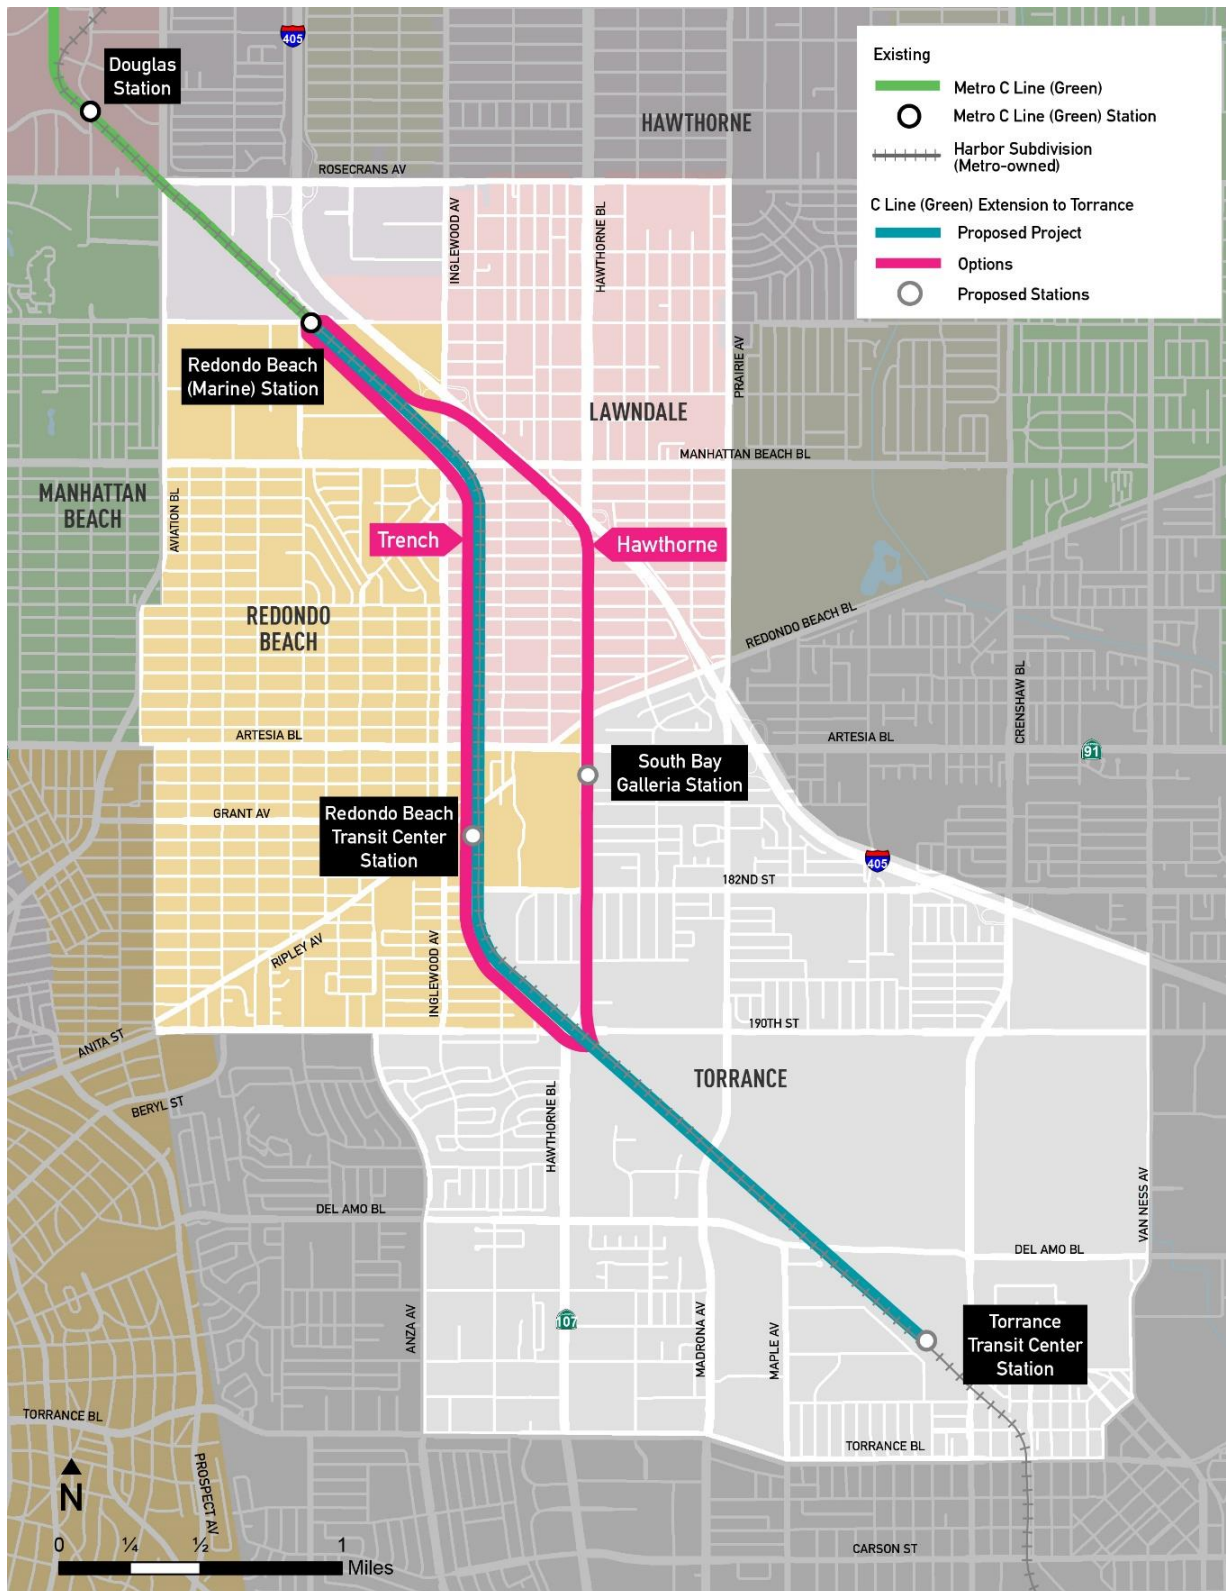 405
Douglas
Station
HAWTHORNE
Existing
Metro C Line (Green)
Metro C Line (Green) Station
Harbor Subdivision
(Metro-owned)
C Line (Green) Extension to Torrance
Proposed Project
Options
Proposed Stations
ROSECRANS AV
INGLEWOOD AV
HAWTHORNE BL
PRAIRIE AV
Redondo Beach
(Marine) Station
LAWNDALE
MANHATTAN BEACH BL
MANHATTAN
BEACH
AVIATION BL
Trench
Hawthorne
REDONDO
BEACH
REDONDO BEACH BL
CRENSHAW BL
ARTESIA BL
ARTESIA BL
91
South Bay
Galleria Station
GRANT AV
Redondo Beach
Transit Center
Station
405
182ND ST
RIPLEY AV
INGLEWOOD AV
190TH ST
ANITA ST
BERYL ST
TORRANCE
HAWTHORNE BL
VAN NESS AV
DEL AMO BL
DEL AMO BL
ANZA AV
107
MADRONA AV
MAPLE AV
Torrance
Transit Center
Station
TORRANCE BL
TORRANCE BL
PROSPECT AV
N
0 ¼ ½ 1
Miles
CARSON ST